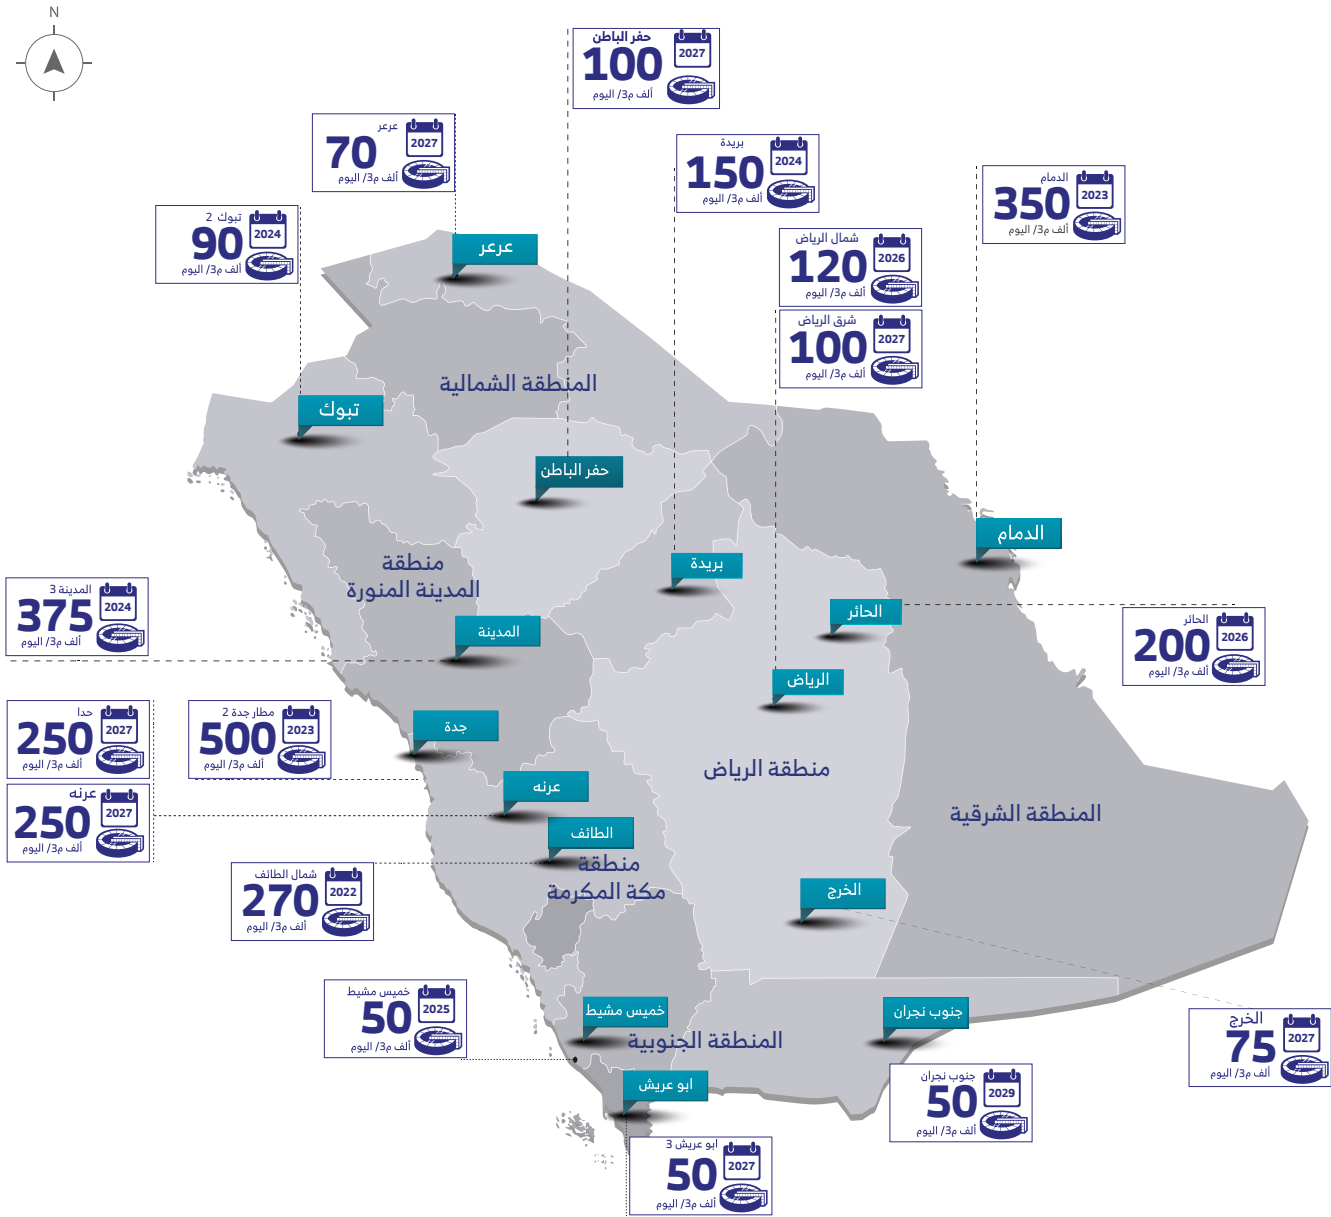 N
حفر الباطن
2027
100
ألف م3/ اليوم
عرعر
2027
70
ألف م3/ اليوم
بريدة
2024
150
ألف م3/ اليوم
الدمام
2023
350
ألف م3/ اليوم
تبوك 2
2024
90
ألف م3/ اليوم
شمال الرياض
2026
120
ألف م3/ اليوم
شرق الرياض
2027
100
ألف م3/ اليوم
عرعر
المنطقة الشمالية
تبوك
حفر الباطن
الدمام
بريدة
منطقة
المدينة المنورة
المدينة 3
2024
375
ألف م3/ اليوم
المدينة
الحائر
الحائر
2026
200
ألف م3/ اليوم
الرياض
حدا
2027
250
ألف م3/ اليوم
مطار جدة 2
2023
500
ألف م3/ اليوم
جدة
منطقة الرياض
عرنه
2027
250
ألف م3/ اليوم
عرنه
المنطقة الشرقية
الطائف
منطقة
مكة المكرمة
شمال الطائف
2022
270
ألف م3/ اليوم
الخرج
خميس مشيط
2025
50
ألف م3/ اليوم
خميس مشيط
المنطقة الجنوبية
جنوب نجران
الخرج
2027
75
ألف م3/ اليوم
ابو عريش
جنوب نجران
2029
50
ألف م3/ اليوم
ابو عريش 3
2027
50
ألف م3/ اليوم